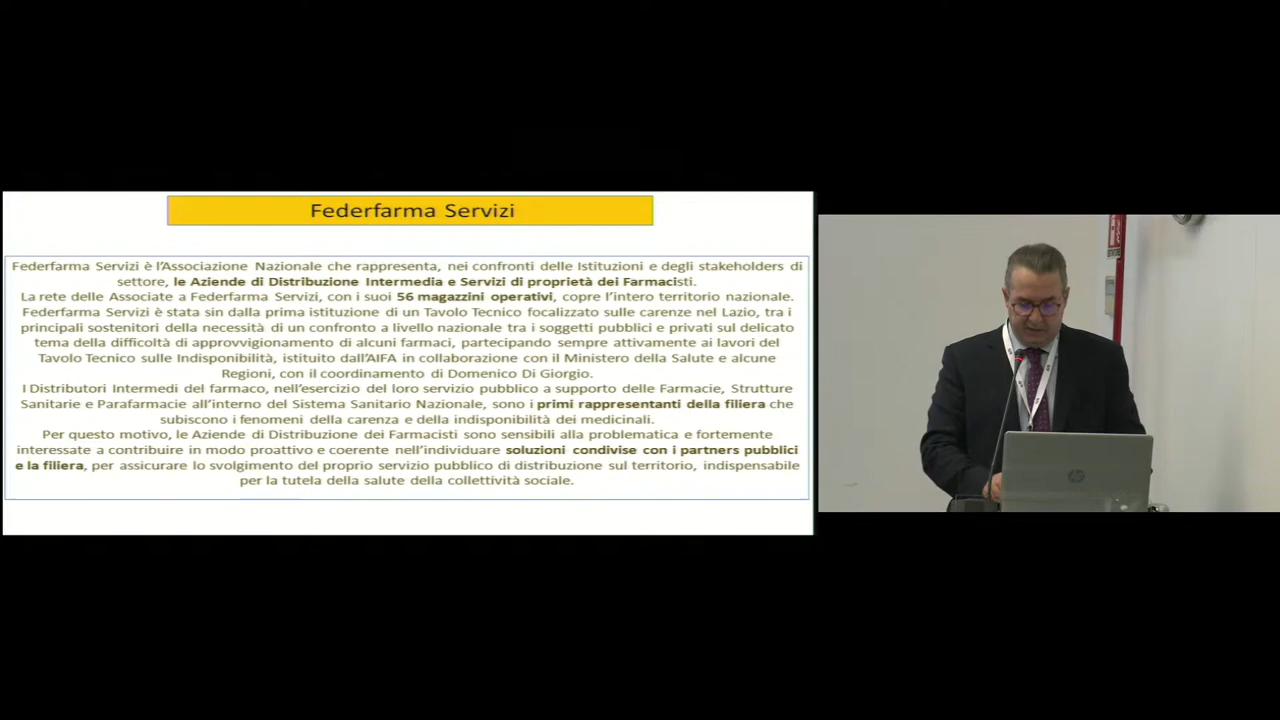 Federfarma Servizi
Federfarma Servizi è l'Associazione Nazionale che rappresenta, nei confronti delle Istituzioni e degli stakeholders di
settore, le Aziende di Distribuzione Intermedia e Servizi di proprietà dei Farmacisti.
La rete delle Associate a Federfarma Servizi, con i suoi 56 magazzini operativi, copre l'intero territorio nazionale.
Federfarma Servizi è stata sin dalla prima istituzione di un Tavolo Tecnico focalizzato sulle carenze nel Lazio, tra i
principali sostenitori della necessità di un confronto a livello nazionale tra i soggetti pubblici e privati sul delicato
tema della difficoltà di approvvigionamento di alcuni farmaci, partecipando sempre attivamente ai lavori del
Tavolo Tecnico sulle Indisponibilità, istituito dall'AIFA in collaborazione con il Ministero della Salute e alcune
Regioni, con il coordinamento di Domenico Di Giorgio.
I Distributori Intermedi del farmaco, nell'esercizio del loro servizio pubblico a supporto delle Farmacie, Strutture
Sanitarie e Parafarmacie all'interno del Sistema Sanitario Nazionale, sono i primi rappresentanti della filiera che
subiscono i fenomeni della carenza e della indisponibilità dei medicinali.
Per questo motivo, le Aziende di Distribuzione dei Farmacisti sono sensibili alla problematica e fortemente
interessate a contribuire in modo proattivo e coerente nell'individuare soluzioni condivise con i partners pubblici
e la filiera, per assicurare lo svolgimento del proprio servizio pubblico di distribuzione sul territorio, indispensabile
per la tutela della salute della collettività sociale.